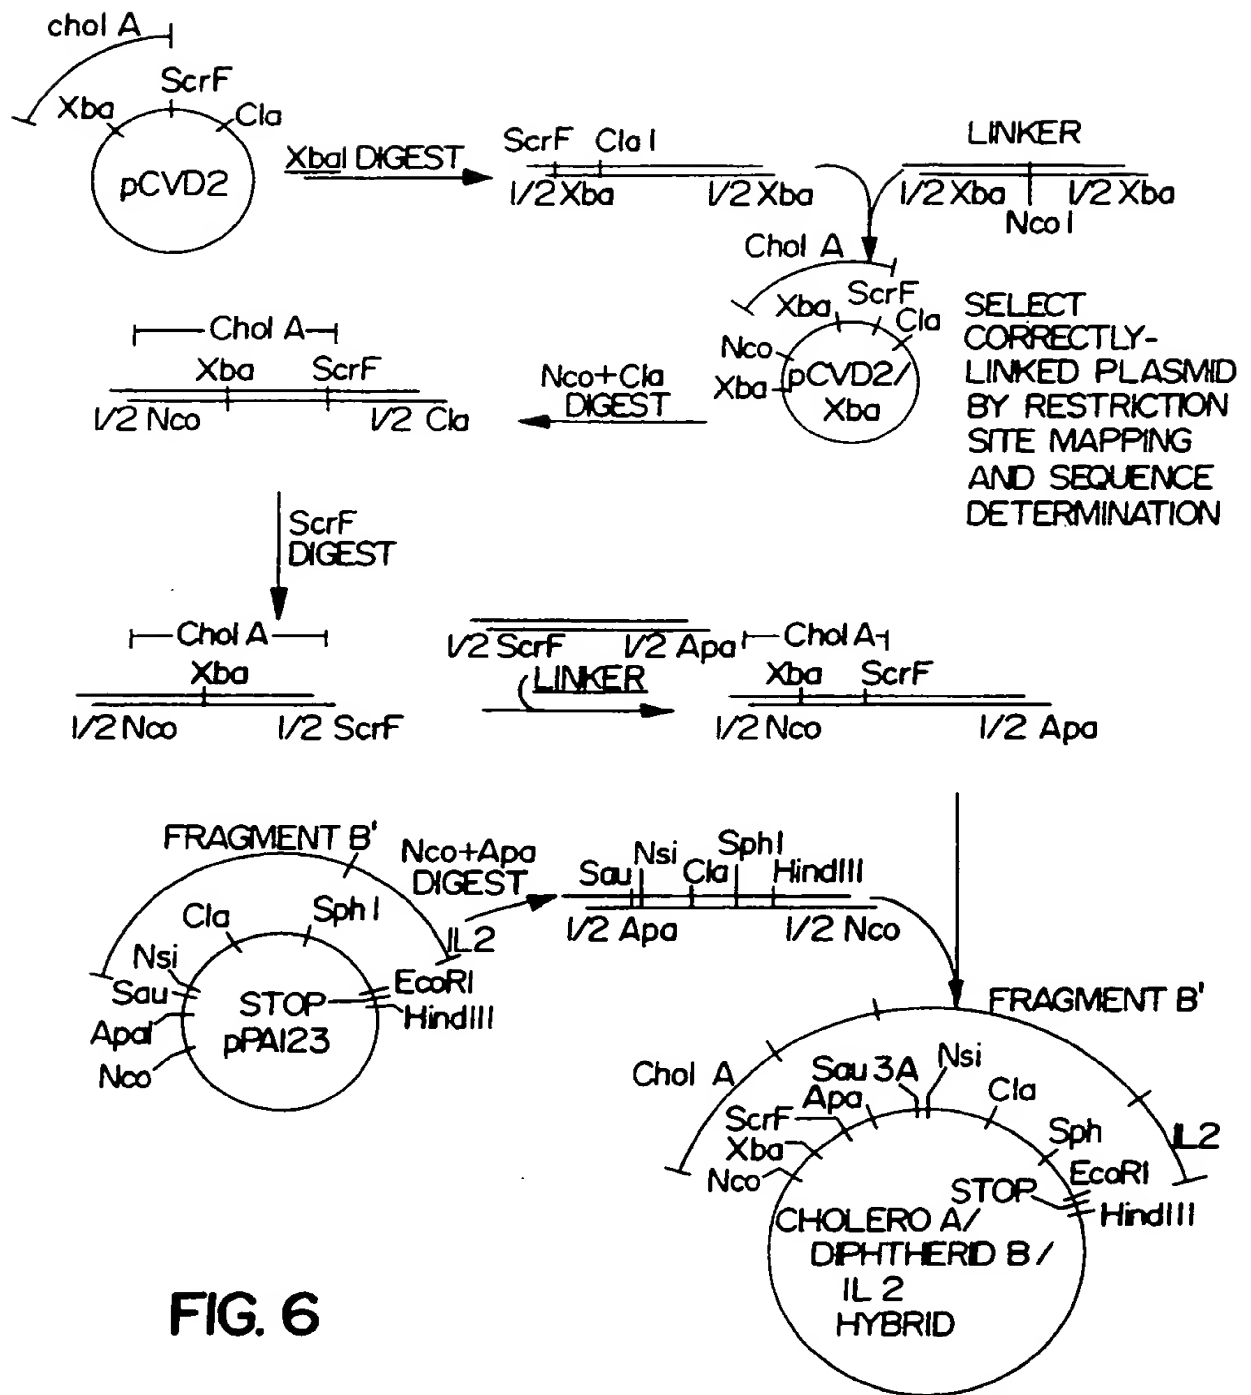 chol A
ScrF
Xba
Cla
pCVD2
XbaI DIGEST
ScrF Cla I
1/2 Xba 1/2 Xba
LINKER
1/2 Xba 1/2 Xba
Nco I
Chol A
Xba
ScrF
Cla
Nco
Xba
pCVD2/
Xba
SELECT
CORRECTLY-
LINKED PLASMID
BY RESTRICTION
SITE MAPPING
AND SEQUENCE
DETERMINATION
Nco+Cla
DIGEST
Chol A
Xba ScrF
1/2 Nco 1/2 Cla
ScrF
DIGEST
Chol A
Xba
1/2 Nco 1/2 ScrF
1/2 ScrF 1/2 Apa
LINKER
Chol A
Xba ScrF
1/2 Nco 1/2 Apa
FRAGMENT B'
Cla
Sph I
IL2
Nsi
Sau
ApaI
Nco
STOP
EcoRI
HindIII
pPA123
Nco+Apa
DIGEST
Sau Nsi Cla SphI HindIII
1/2 Apa 1/2 Nco
FRAGMENT B'
Chol A
Sau 3A
Nsi
Apa
Cla
ScrF
Xba
Nco
Sph
IL2
EcoRI
STOP
HindIII
CHOLERO A/
DIPHTHERID B/
IL 2
HYBRID
FIG. 6